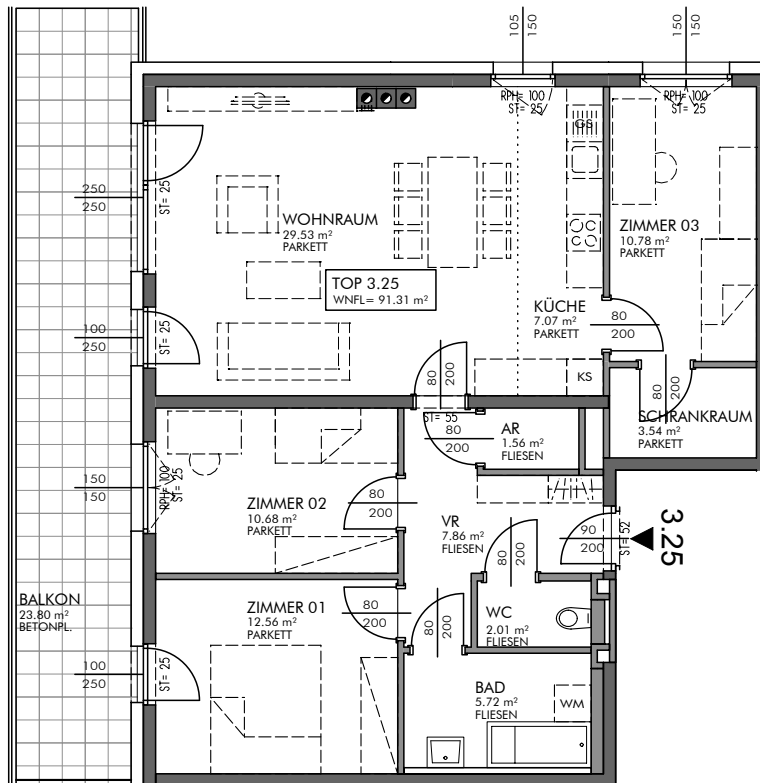 105
150
150
150
RPH= 100
ST= 25
RPH= 100
ST= 25
GS
250
250
ST= 25
WOHNRAUM
29.53 m²
PARKETT
ZIMMER 03
10.78 m²
PARKETT
TOP 3.25
WNFL= 91.31 m²
KÜCHE
7.07 m²
PARKETT
80
200
100
250
ST= 25
80
200
KS
80
200
SCHRANKRAUM
3.54 m²
PARKETT
ST= 55
80
200
AR
1.56 m²
FLIESEN
150
150
RPH= 100
ST= 25
ZIMMER 02
10.68 m²
PARKETT
80
200
VR
7.86 m²
FLIESEN
80
200
90
200
ST= 52
3.25
BALKON
23.80 m²
BETONPL.
ZIMMER 01
12.56 m²
PARKETT
80
200
80
200
WC
2.01 m²
FLIESEN
100
250
ST= 25
BAD
5.72 m²
FLIESEN
WM